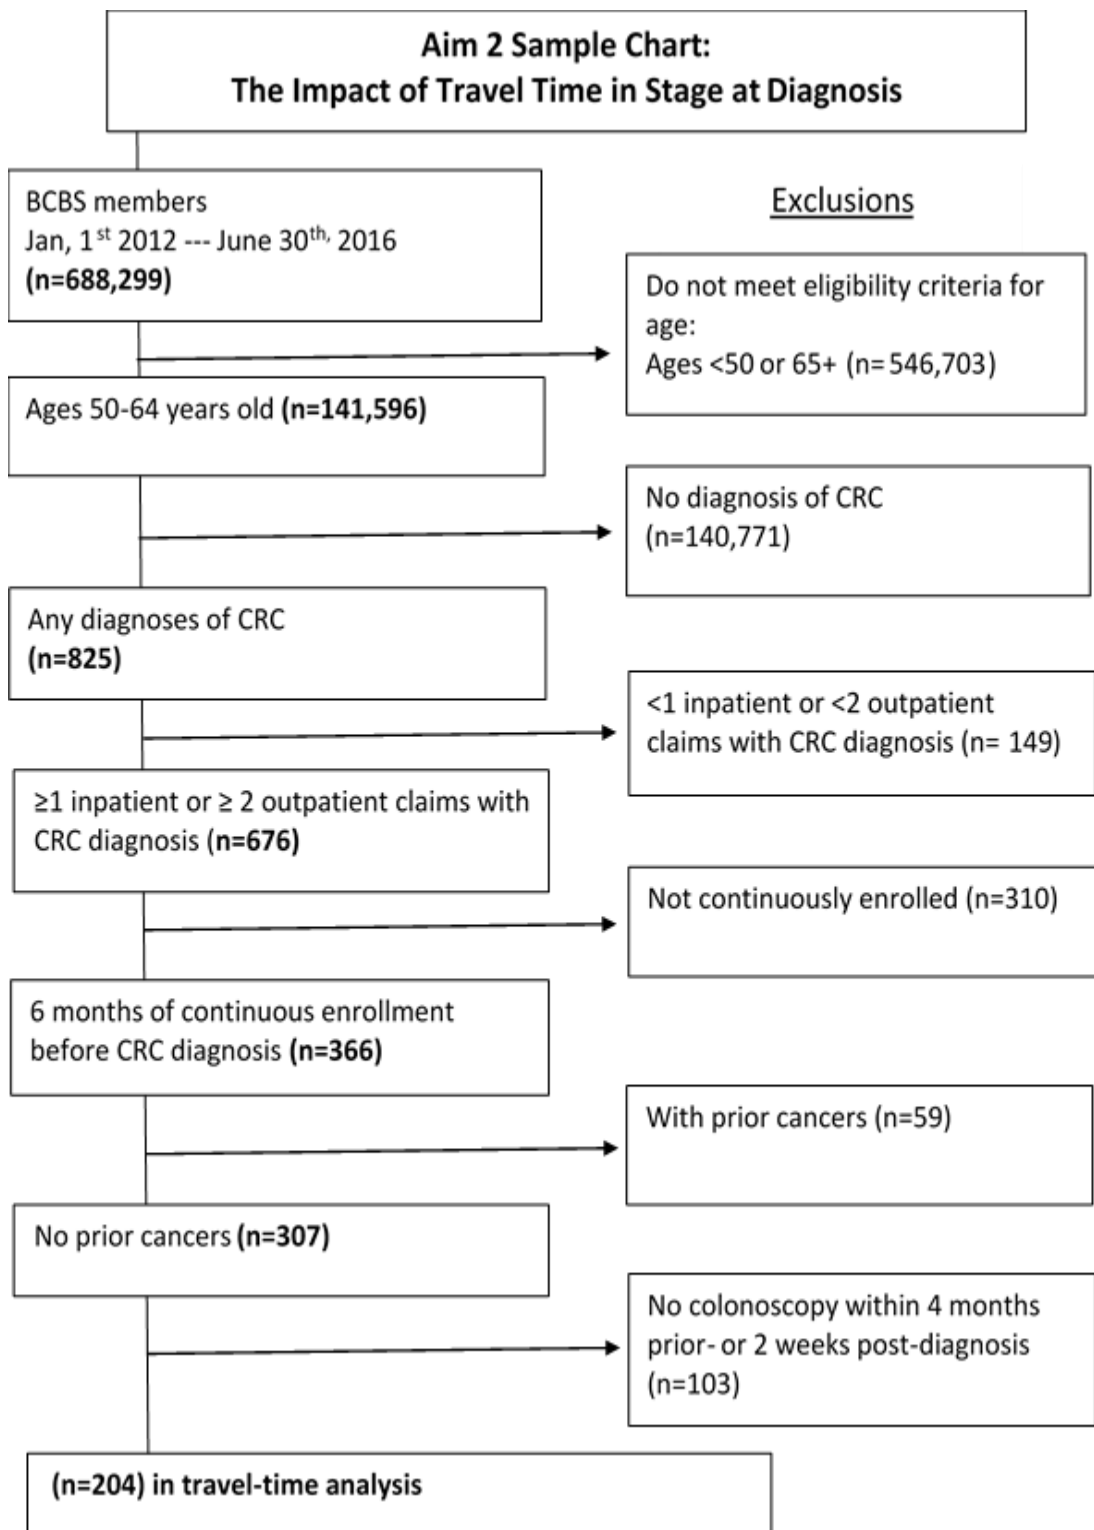 Aim 2 Sample Chart:
The Impact of Travel Time in Stage at Diagnosis
BCBS members
Jan, 1st 2012 --- June 30th, 2016
(n=688,299)
Exclusions
Do not meet eligibility criteria for
age:
Ages <50 or 65+ (n=546,703)
Ages 50-64 years old (n=141,596)
No diagnosis of CRC
(n=140,771)
Any diagnoses of CRC
(n=825)
<1 inpatient or <2 outpatient
claims with CRC diagnosis (n= 149)
≥1 inpatient or ≥ 2 outpatient claims with
CRC diagnosis (n=676)
Not continuously enrolled (n=310)
6 months of continuous enrollment
before CRC diagnosis (n=366)
With prior cancers (n=59)
No prior cancers (n=307)
No colonoscopy within 4 months
prior- or 2 weeks post-diagnosis
(n=103)
(n=204) in travel-time analysis